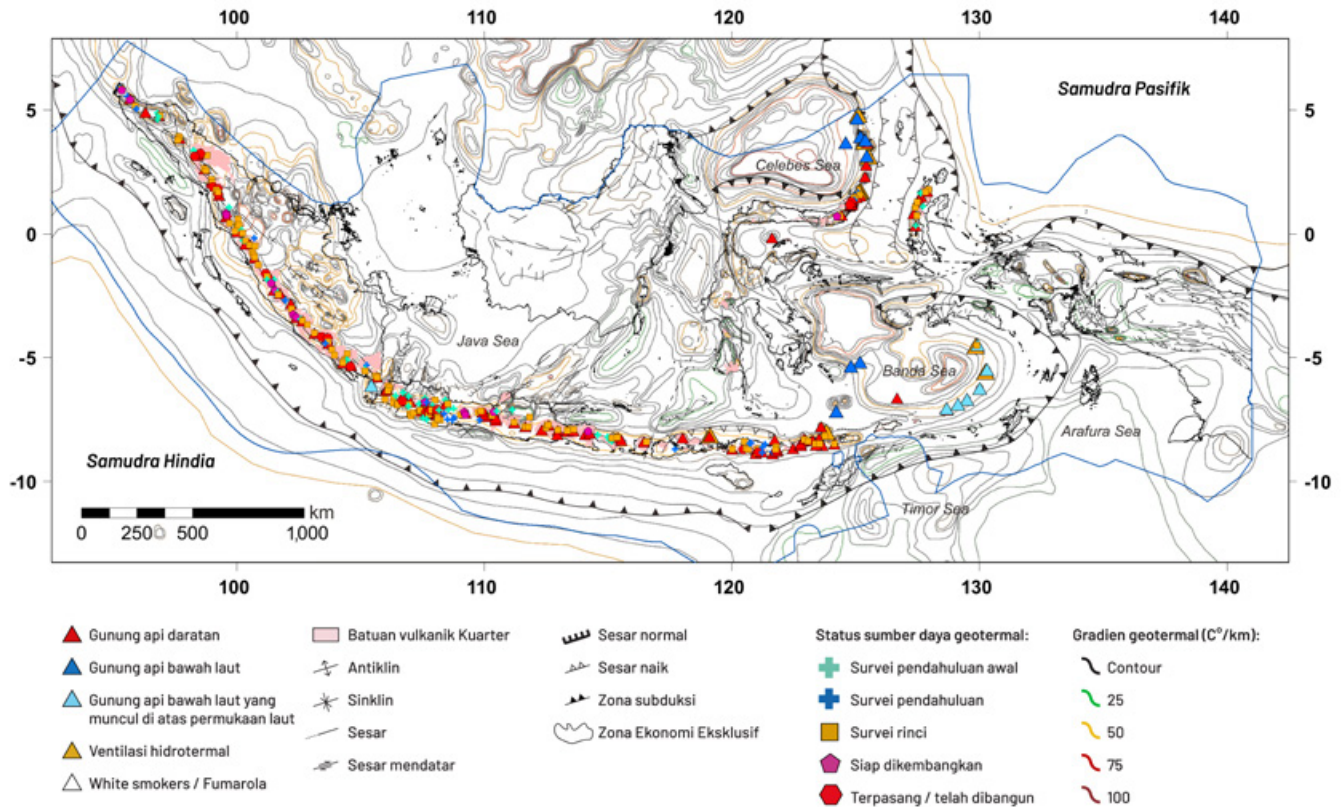 100 110 120 130 140
Samudra Pasifik
5 5
Celebes Sea
0 0
Java Sea
-5 -5
Banda Sea
Arafura Sea
Samudra Hindia
-10 -10
Timor Sea
km
0 250 500 1,000
100 110 120 130 140
Gunung api daratan
Gunung api bawah laut
Gunung api bawah laut yang
muncul di atas permukaan laut
Ventilasi hidrotermal
White smokers / Fumarola
Batuan vulkanik Kuarter
Antiklin
Sinklin
Sesar
Sesar mendatar
Sesar normal
Sesar naik
Zona subduksi
Zona Ekonomi Eksklusif
Status sumber daya geotermal:
Survei pendahuluan awal
Survei pendahuluan
Survei rinci
Siap dikembangkan
Terpasang / telah dibangun
Gradien geotermal (C°/km):
Contour
25
50
75
100